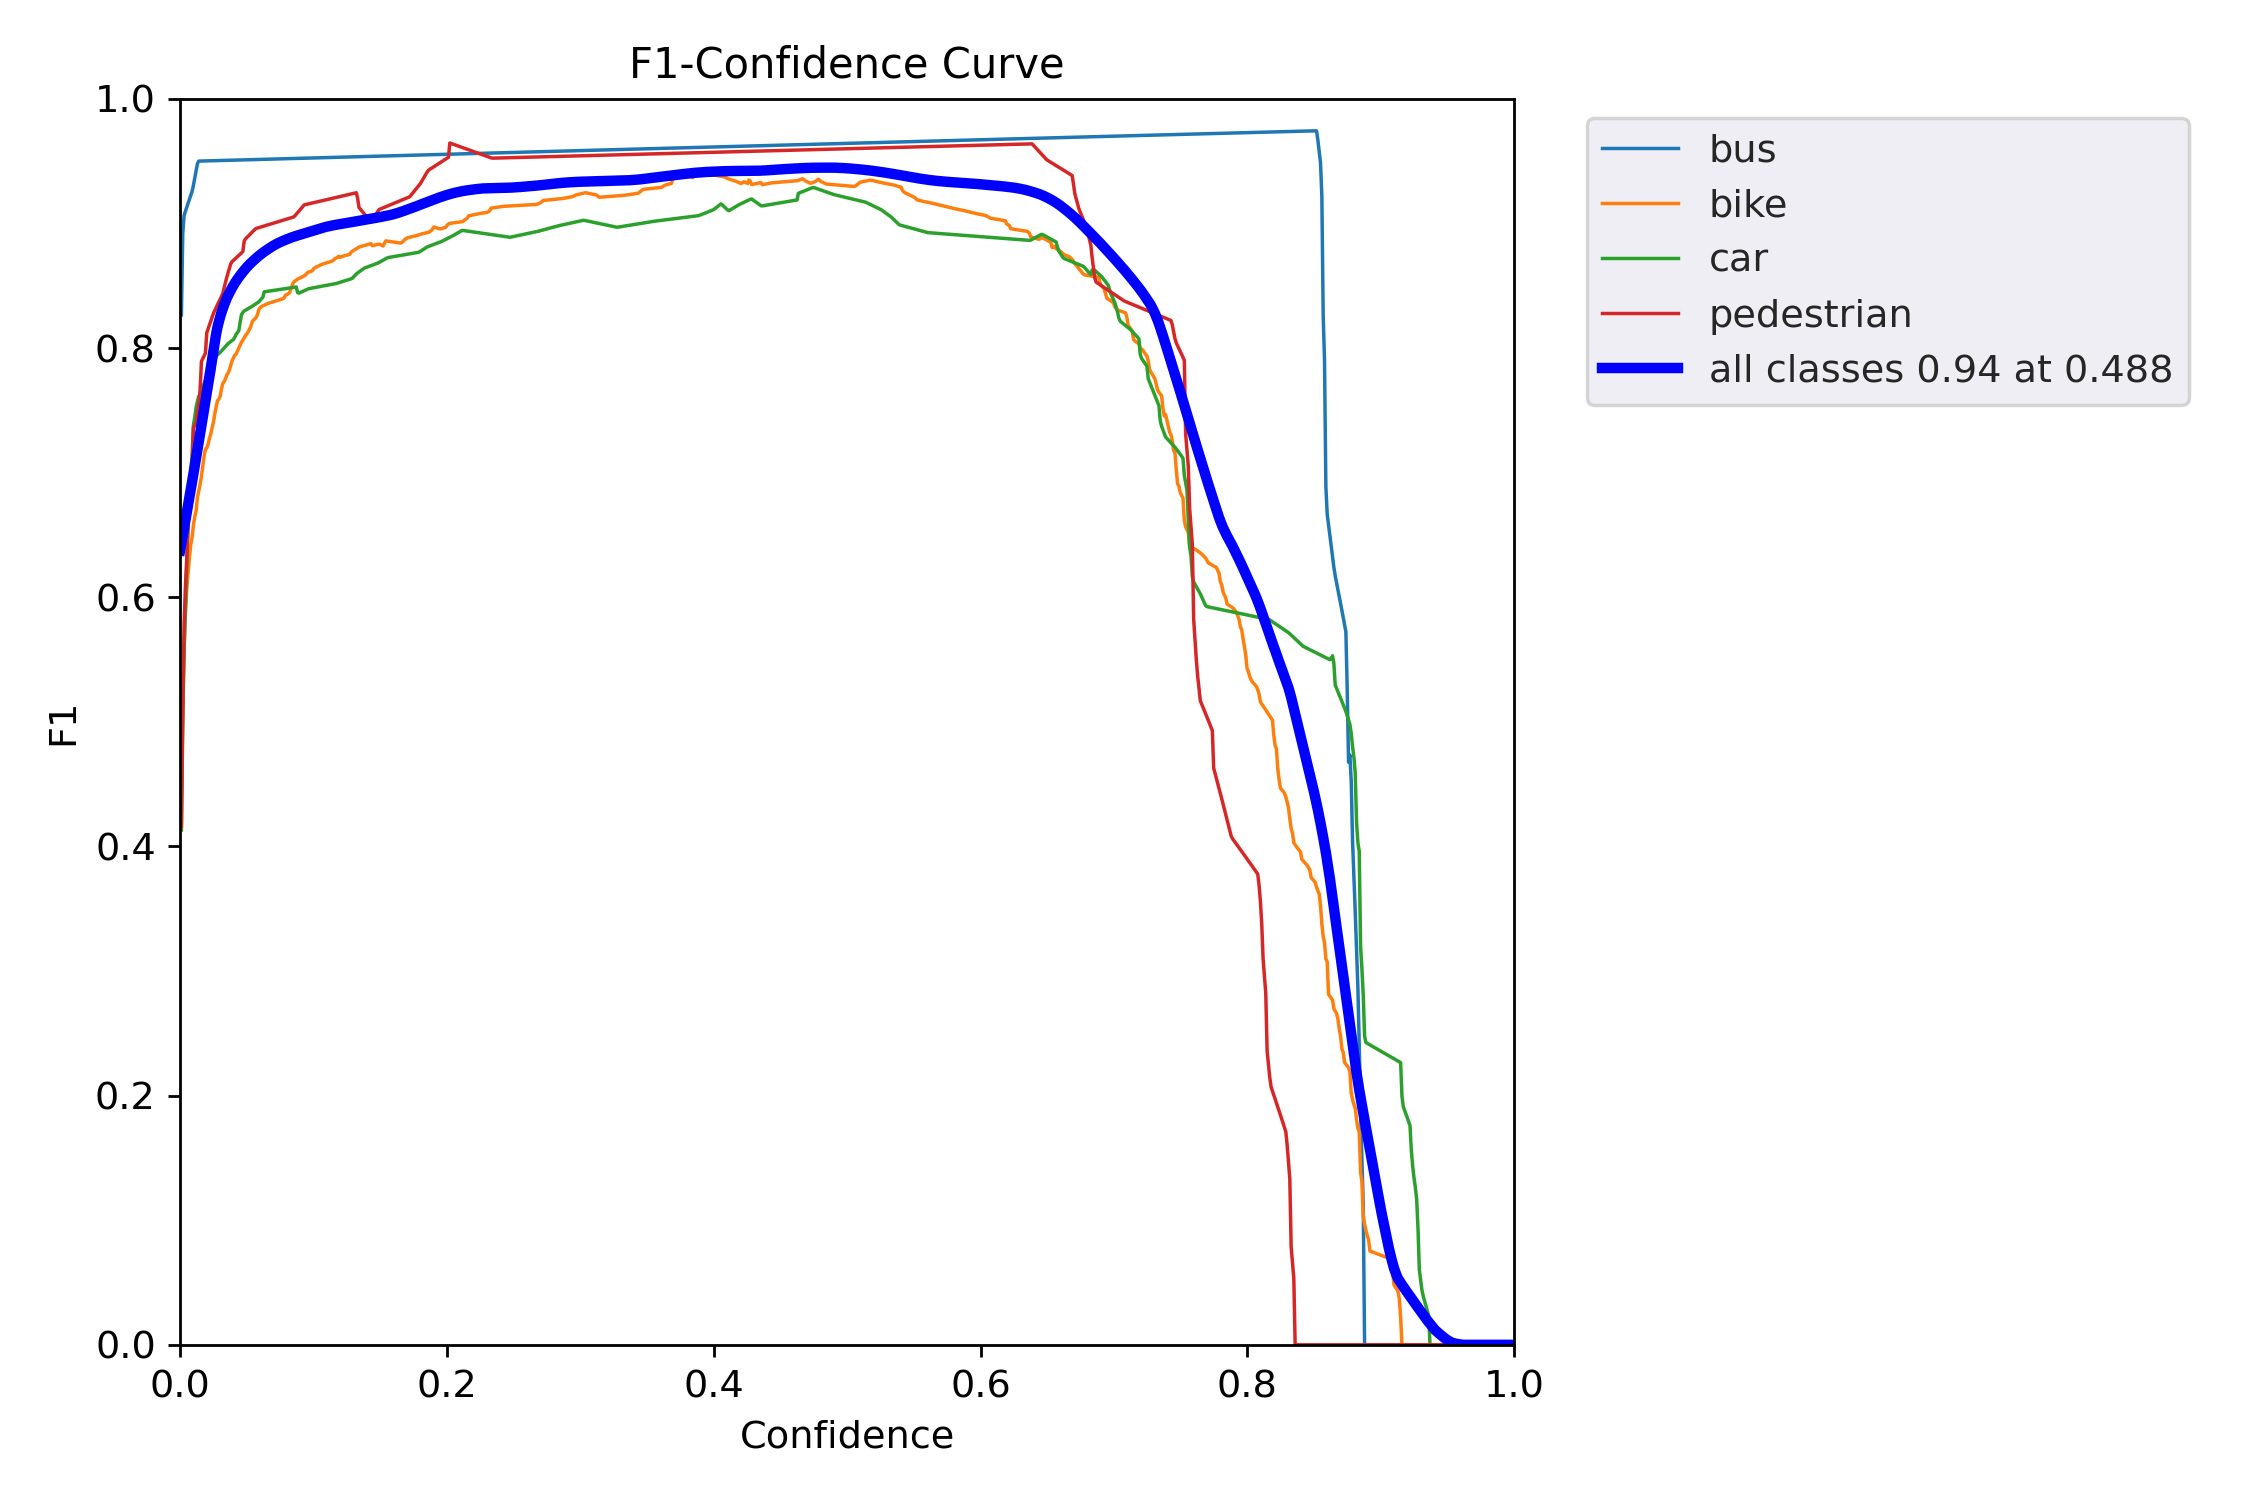 F1-Confidence Curve
1.0
0.8
0.6
0.4
0.2
0.0
F1
0.0 0.2 0.4 0.6 0.8 1.0
Confidence
bus
bike
car
pedestrian
all classes 0.94 at 0.488